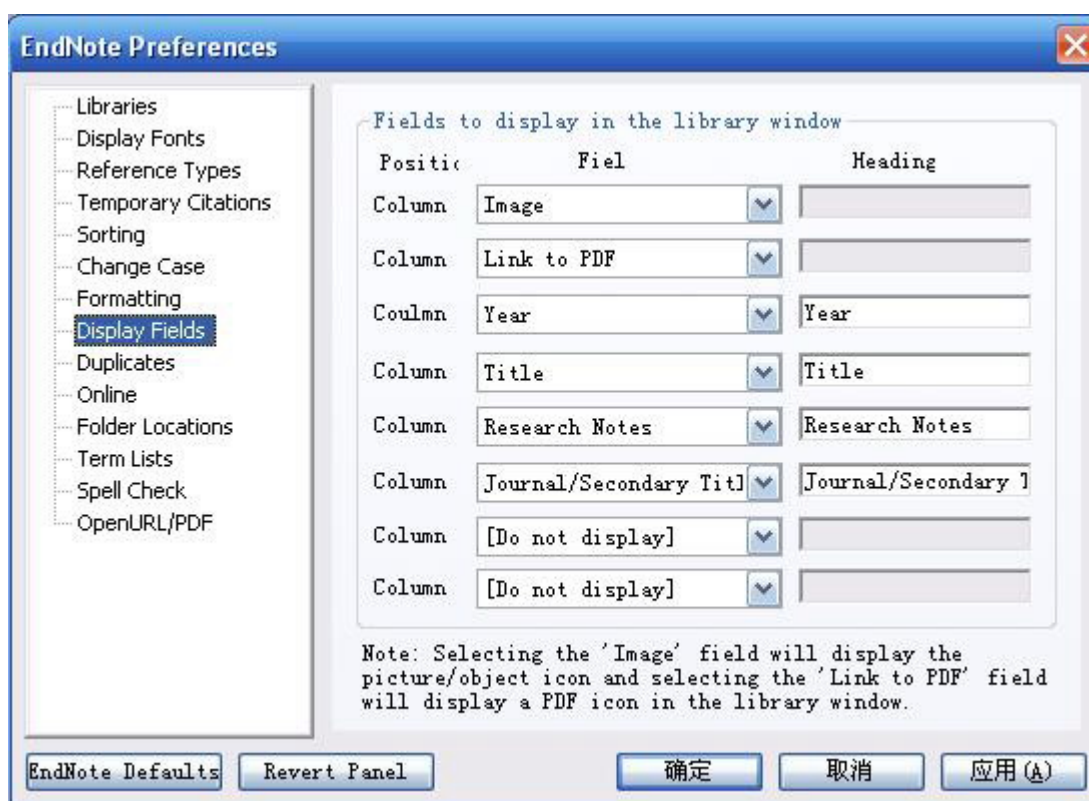 EndNote Preferences
Libraries
Display Fonts
Reference Types
Temporary Citations
Sorting
Change Case
Formatting
Display Fields
Duplicates
Online
Folder Locations
Term Lists
Spell Check
OpenURL/PDF
Fields to display in the library window
Positic Fiel Heading
Column Image
Column Link to PDF
Coulmn Year Year
Column Title Title
Column Research Notes Research Notes
Column Journal/Secondary Titl Journal/Secondary T
Column [Do not display]
Column [Do not display]
Note: Selecting the 'Image' field will display the
picture/object icon and selecting the 'Link to PDF' field
will display a PDF icon in the library window.
EndNote Defaults Revert Panel 确定 取消 应用(A)